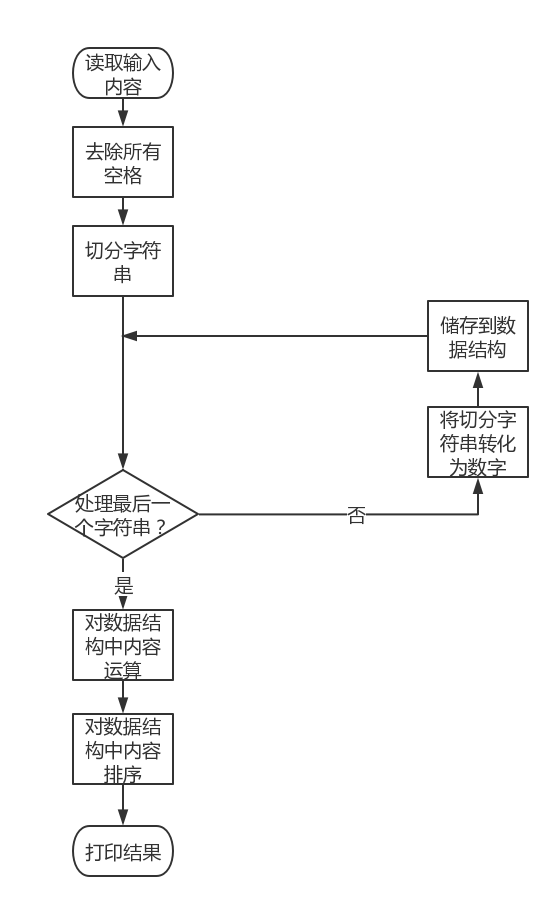 读取输入
内容
去除所有
空格
切分字符
串
储存到数
据结构
将切分字
符串转化
为数字
处理最后一
个字符串？
否
是
对数据结
构中内容
运算
对数据结
构中内容
排序
打印结果